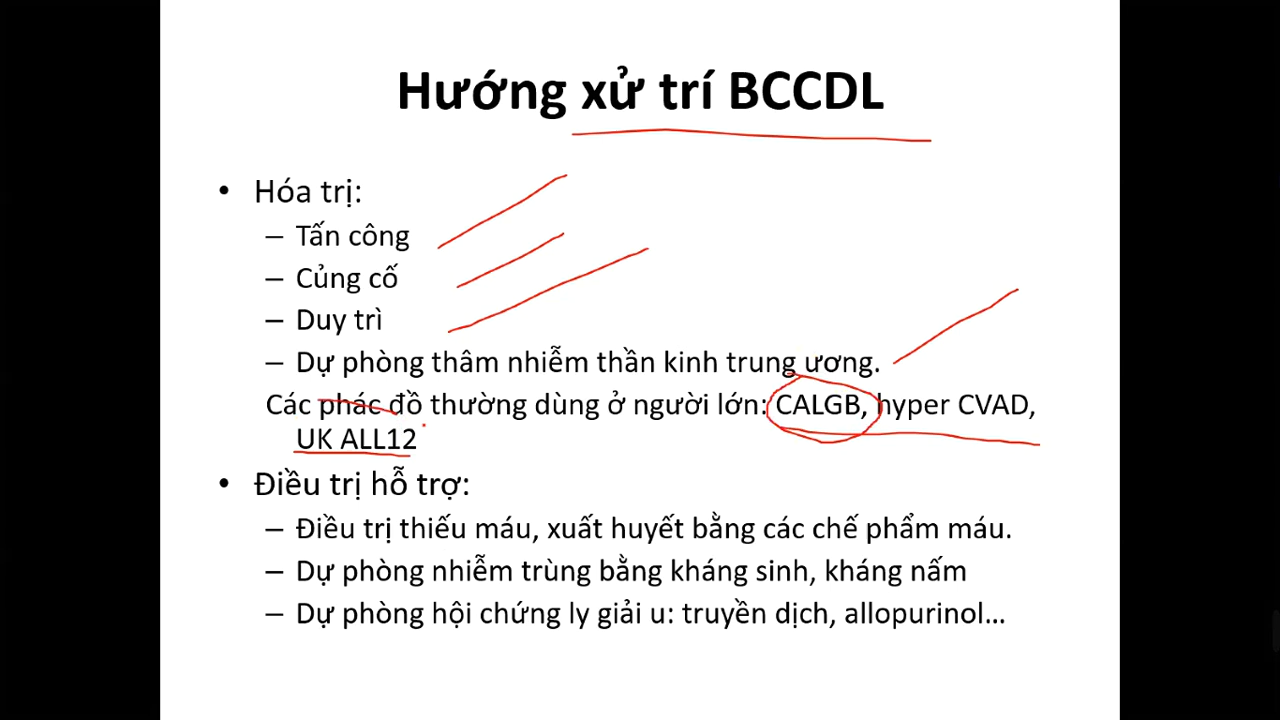 Hướng xử trí BCCDL
• Hóa trị:
– Tấn công
– Củng cố
– Duy trì
– Dự phòng thâm nhiễm thần kinh trung ương.
Các phác đồ thường dùng ở người lớn: CALGB, hyper CVAD,
UK ALL12
• Điều trị hỗ trợ:
– Điều trị thiếu máu, xuất huyết bằng các chế phẩm máu.
– Dự phòng nhiễm trùng bằng kháng sinh, kháng nấm
– Dự phòng hội chứng ly giải u: truyền dịch, allopurinol…